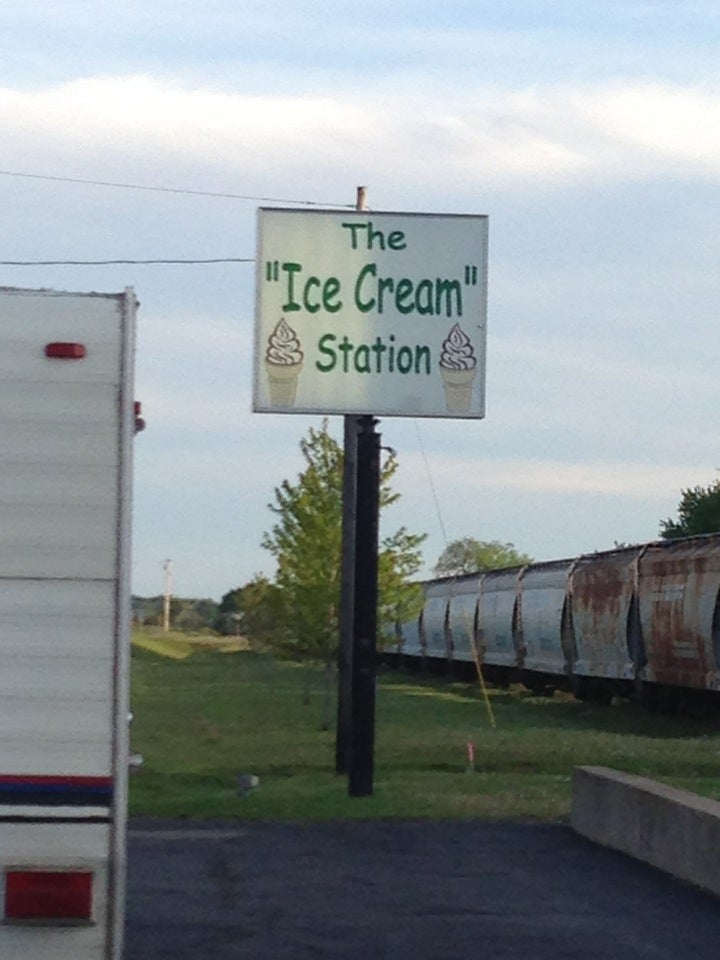 The
"Ice Cream"
Station